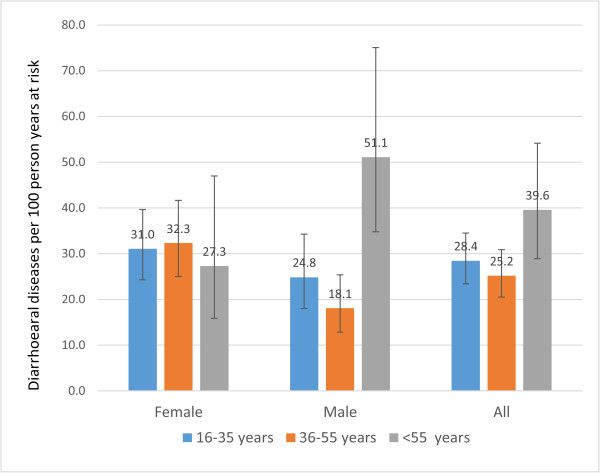 Diarrhoearal diseases per 100 person years at risk
80.0
70.0
60.0
50.0
40.0
30.0
20.0
10.0
0.0
31.0
32.3
27.3
24.8
18.1
51.1
28.4
25.2
39.6
Female
Male
All
16-35 years
36-55 years
<55 years